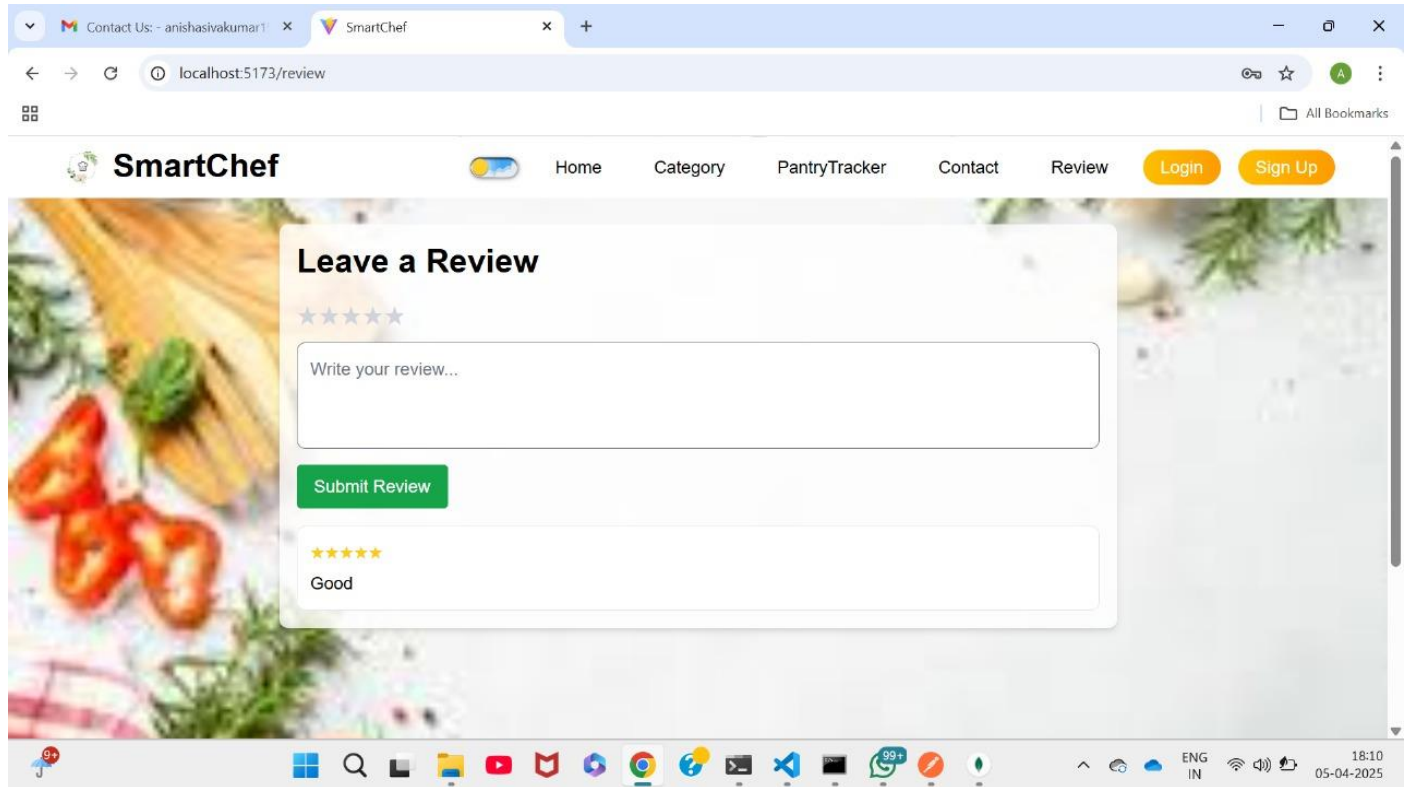 Contact Us: - anishasivakumar1
SmartChef
localhost:5173/review
A
All Bookmarks
SmartChef
Home Category PantryTracker Contact Review Login Sign Up
Leave a Review
Write your review...
Submit Review
Good
9+
99+
ENG
IN
18:10
05-04-2025